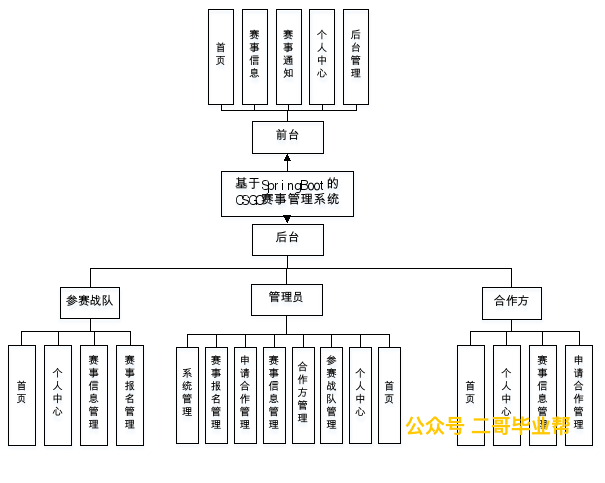 首页
赛事信息
赛事通知
个人中心
后台管理
前台
基于SpringBoot的
CSGO赛事管理系统
后台
参赛战队
管理员
合作方
首页
个人中心
赛事信息管理
赛事报名管理
系统管理
赛事报名管理
申请合作管理
赛事信息管理
合作方管理
参赛战队管理
个人中心
首页
首页
个人中心
赛事信息管理
申请合作管理
公众号 二哥毕业帮